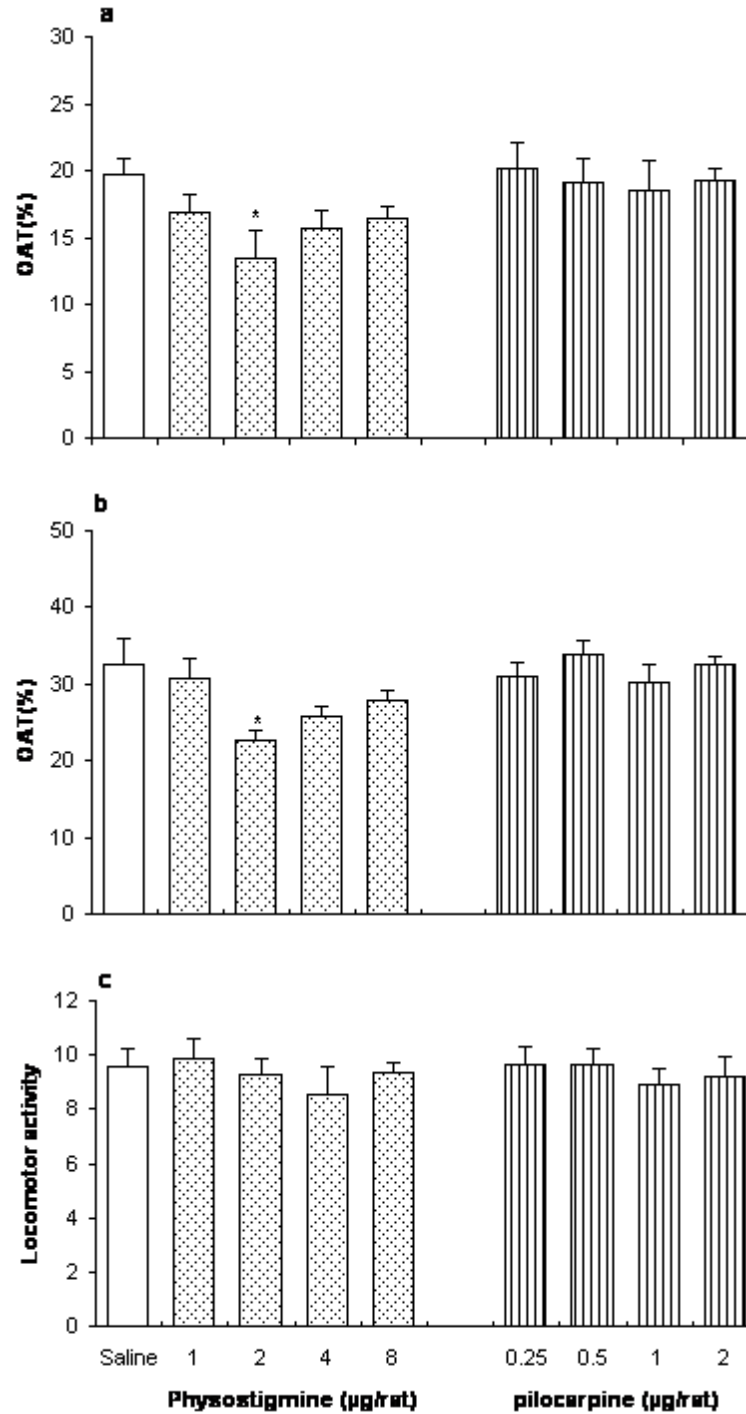 a
30
25
20
15
10
5
0
OAT(%)
*
b
50
40
30
20
10
0
OAT(%)
*
c
12
10
8
6
4
2
0
Locomotor activity
Saline 1 2 4 8 0.25 0.5 1 2
Physostigmine (µg/rat) pilocarpine (µg/rat)